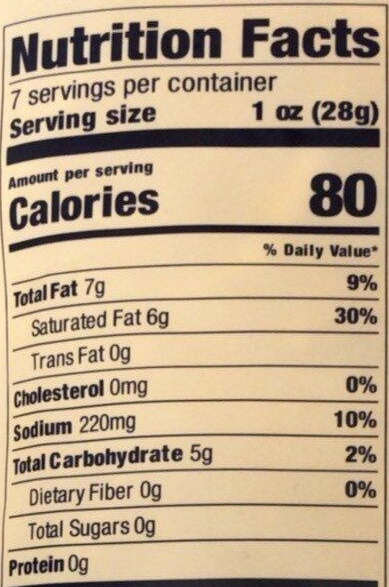 Nutrition Facts
7 servings per container
Serving size 1 oz (28g)
Amount per serving
Calories 80
% Daily Value*
Total Fat 7g 9%
Saturated Fat 6g 30%
Trans Fat 0g
Cholesterol 0mg 0%
Sodium 220mg 10%
Total Carbohydrate 5g 2%
Dietary Fiber 0g 0%
Total Sugars 0g
Protein 0g